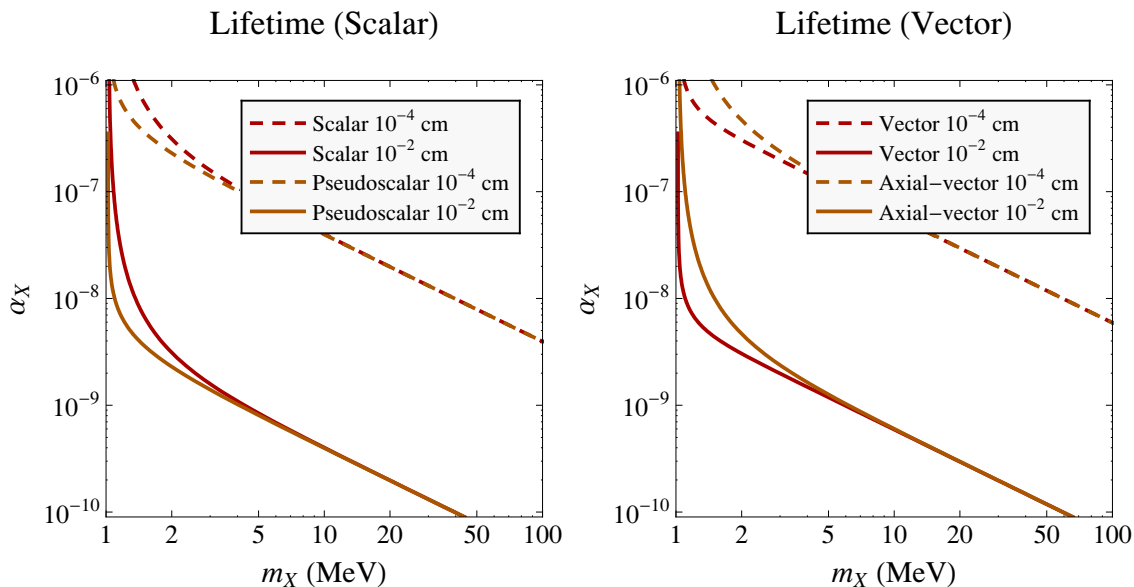 Lifetime (Scalar)
10⁻⁶
10⁻⁷
10⁻⁸
10⁻⁹
10⁻¹⁰
α_X
Scalar 10⁻⁴ cm
Scalar 10⁻² cm
Pseudoscalar 10⁻⁴ cm
Pseudoscalar 10⁻² cm
1 2 5 10 20 50 100
m_X (MeV)
Lifetime (Vector)
10⁻⁶
10⁻⁷
10⁻⁸
10⁻⁹
10⁻¹⁰
α_X
Vector 10⁻⁴ cm
Vector 10⁻² cm
Axial−vector 10⁻⁴ cm
Axial−vector 10⁻² cm
1 2 5 10 20 50 100
m_X (MeV)